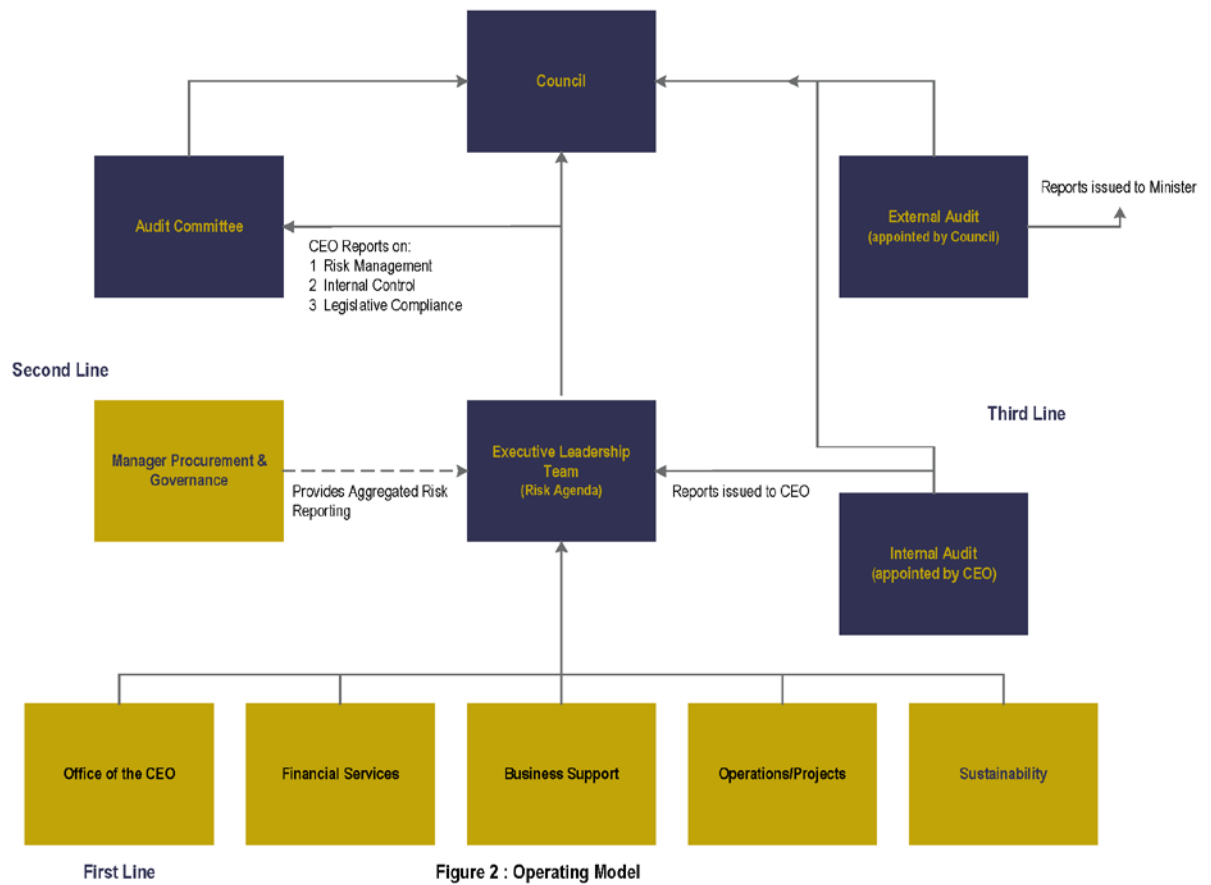 Council
Audit Committee
External Audit
(appointed by Council)
Reports issued to Minister
CEO Reports on:
1 Risk Management
2 Internal Control
3 Legislative Compliance
Second Line
Third Line
Manager Procurement &
Governance
Provides Aggregated Risk
Reporting
Executive Leadership
Team
(Risk Agenda)
Reports issued to CEO
Internal Audit
(appointed by CEO)
Office of the CEO
Financial Services
Business Support
Operations/Projects
Sustainability
First Line
Figure 2 : Operating Model